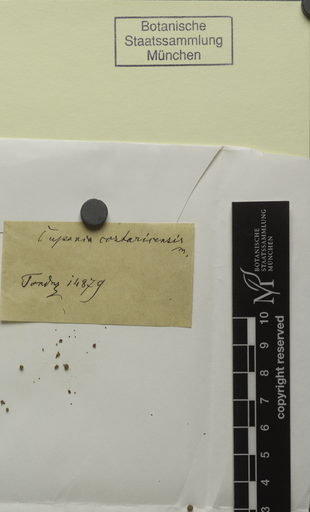 Botanische
Staatssammlung
München
Cupania costaricensis
m,
Tonduz 14879
BOTANISCHE
STAATSSAMMLUNG
MÜNCHEN
copyright reserved
10
9
8
7
6
5
4
3